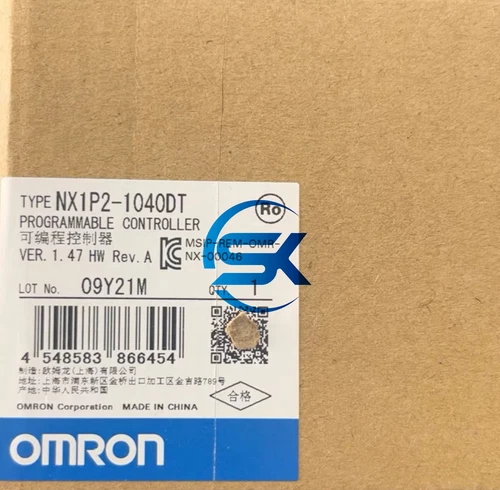 SK
TYPE NX1P2-1040DT
PROGRAMMABLE CONTROLLER
可编程控制器
VER. 1.47 HW Rev.A
Ro
MSIP-REM-OMR-
NX-00046
LOT No. 09Y21M QTY. 1
4 548583 866454
制造:欧姆龙(上海)有限公司
地址:上海市浦东新区金桥出口加工区金吉路789号
产地:中华人民共和国
合格
OMRON Corporation MADE IN CHINA
OMRON